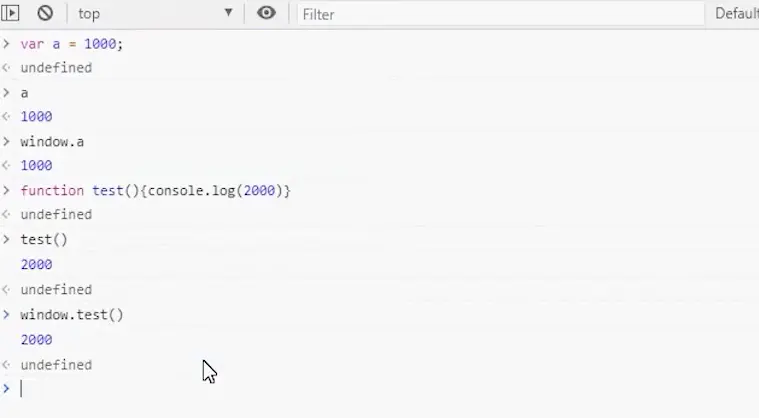 top Filter Default
> var a = 1000;
< undefined
> a
< 1000
> window.a
< 1000
> function test(){console.log(2000)}
< undefined
> test()
2000
< undefined
> window.test()
2000
< undefined
>